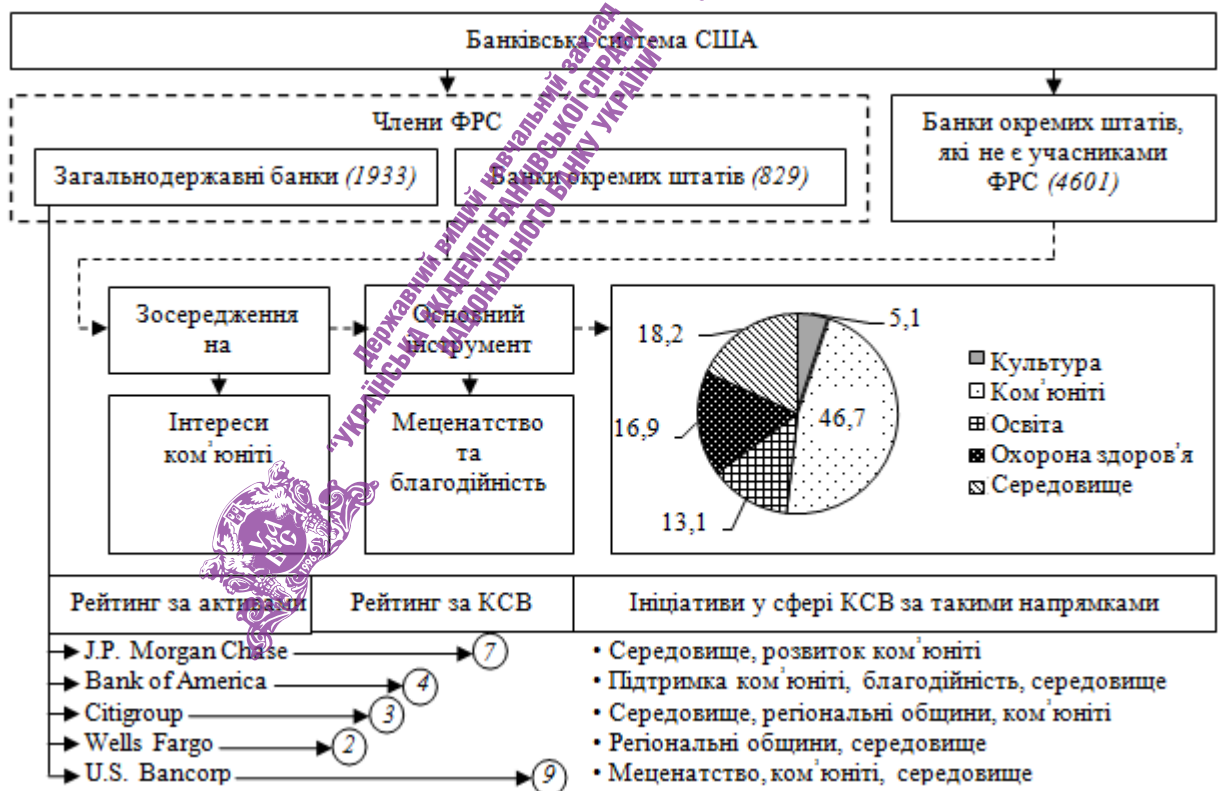 Банківська система США
Члени ФРС
Загальнодержавні банки (1933)
Банки окремих штатів (829)
Банки окремих штатів,
які не є учасниками
ФРС (4601)
Зосередження
на
Основний
інструмент
Інтереси
ком’юніті
Меценатство
та
благодійність
5,1
18,2
46,7
16,9
13,1
Культура
Ком’юніті
Освіта
Охорона здоров'я
Середовище
Державний вищий навчальний заклад
“УКРАЇНСЬКА АКАДЕМІЯ БАНКІВСЬКОЇ СПРАВИ
НАЦІОНАЛЬНОГО БАНКУ УКРАЇНИ
УАБС
1996
Рейтинг за активами
Рейтинг за КСВ
Ініціативи у сфері КСВ за такими напрямками
J.P. Morgan Chase 7 • Середовище, розвиток ком’юніті
Bank of America 4 • Підтримка ком’юніті, благодійність, середовище
Citigroup 3 • Середовище, регіональні общини, ком’юніті
Wells Fargo 2 • Регіональні общини, середовище
U.S. Bancorp 9 • Меценатство, ком’юніті, середовище